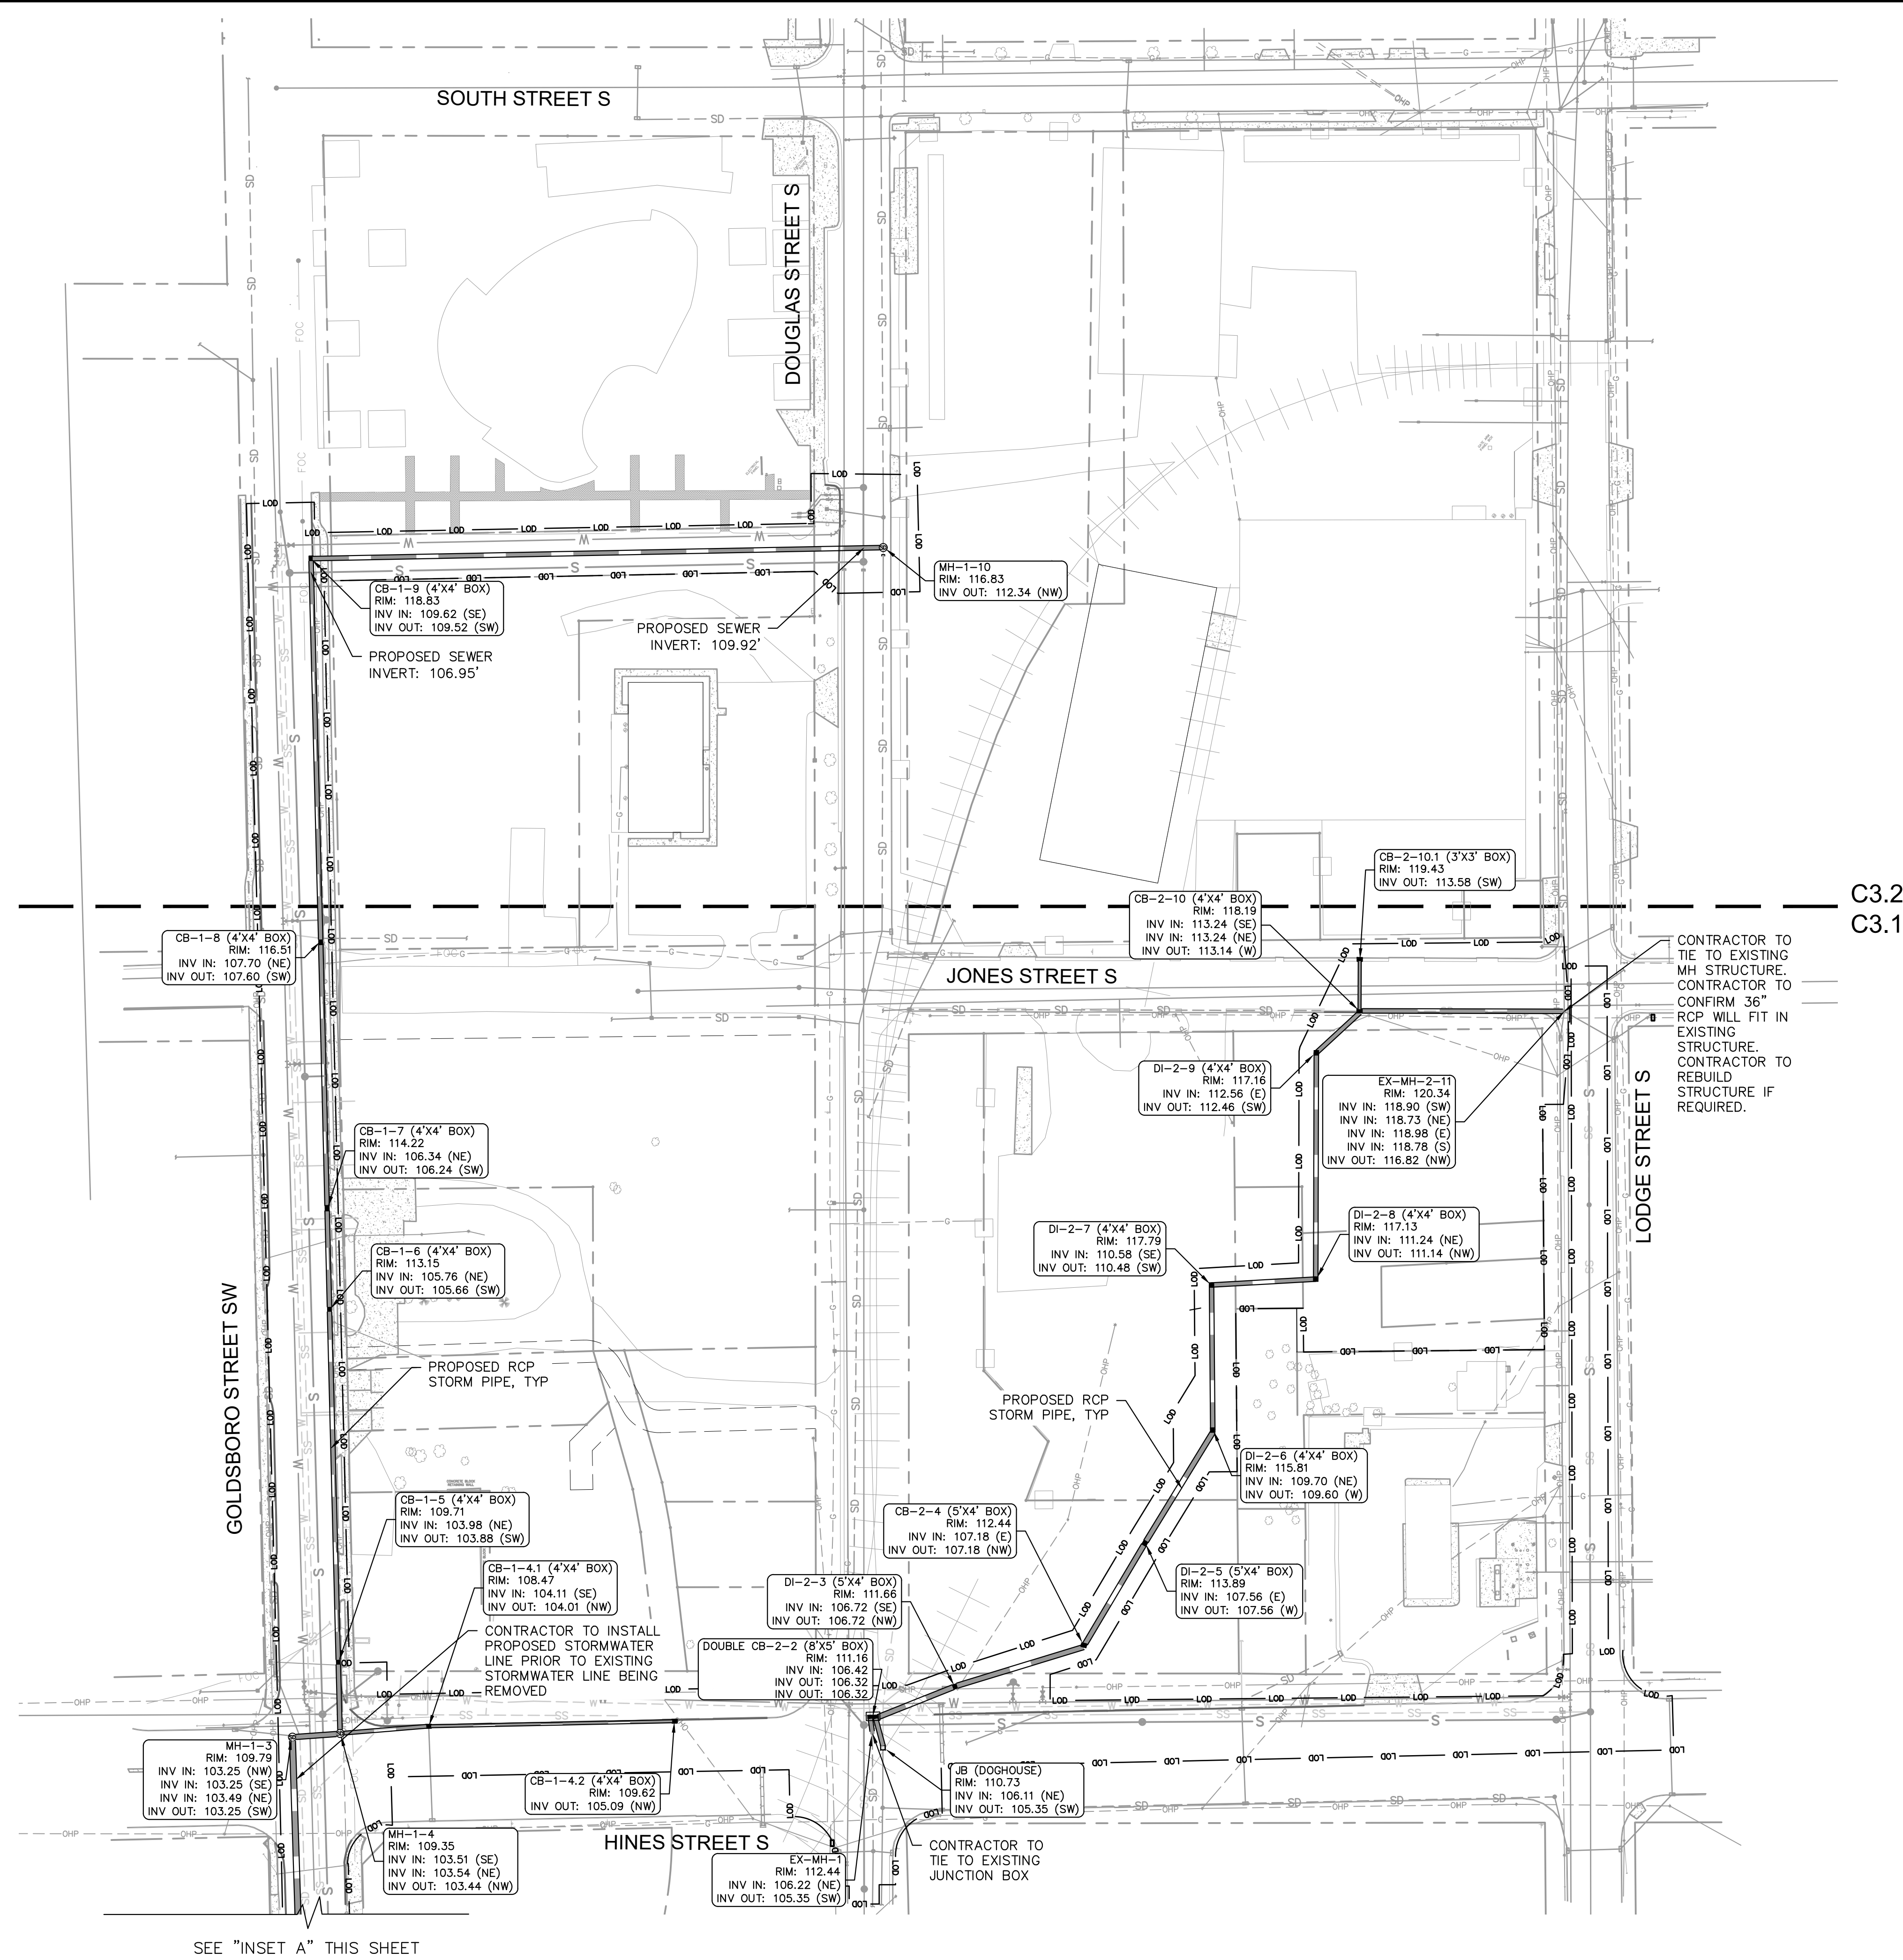 SOUTH STREET S
DOUGLAS STREET S
MH-1-10
RIM: 116.83
INV OUT: 112.34 (NW)
CB-1-9 (4'X4' BOX)
RIM: 118.83
INV IN: 109.62 (SE)
INV OUT: 109.52 (SW)
PROPOSED SEWER
INVERT: 109.92'
PROPOSED SEWER
INVERT: 106.95'
CB-2-10.1 (3'X3' BOX)
RIM: 119.43
INV OUT: 113.58 (SW)
C3.2
C3.1
CB-2-10 (4'X4' BOX)
RIM: 118.19
INV IN: 113.24 (SE)
INV IN: 113.24 (NE)
INV OUT: 113.14 (W)
CB-1-8 (4'X4' BOX)
RIM: 116.51
INV IN: 107.70 (NE)
INV OUT: 107.60 (SW)
JONES STREET S
CONTRACTOR TO
TIE TO EXISTING
MH STRUCTURE.
CONTRACTOR TO
CONFIRM 36"
RCP WILL FIT IN
EXISTING
STRUCTURE.
CONTRACTOR TO
REBUILD
STRUCTURE IF
REQUIRED.
DI-2-9 (4'X4' BOX)
RIM: 117.16
INV IN: 112.56 (E)
INV OUT: 112.46 (SW)
EX-MH-2-11
RIM: 120.34
INV IN: 118.90 (SW)
INV IN: 118.73 (NE)
INV IN: 118.98 (E)
INV IN: 118.78 (S)
INV OUT: 116.82 (NW)
LODGE STREET S
CB-1-7 (4'X4' BOX)
RIM: 114.22
INV IN: 106.34 (NE)
INV OUT: 106.24 (SW)
DI-2-7 (4'X4' BOX)
RIM: 117.79
INV IN: 110.58 (SE)
INV OUT: 110.48 (SW)
DI-2-8 (4'X4' BOX)
RIM: 117.13
INV IN: 111.24 (NE)
INV OUT: 111.14 (NW)
CB-1-6 (4'X4' BOX)
RIM: 113.15
INV IN: 105.76 (NE)
INV OUT: 105.66 (SW)
GOLDSBORO STREET SW
PROPOSED RCP
STORM PIPE, TYP
PROPOSED RCP
STORM PIPE, TYP
DI-2-6 (4'X4' BOX)
RIM: 115.81
INV IN: 109.70 (NE)
INV OUT: 109.60 (W)
CB-1-5 (4'X4' BOX)
RIM: 109.71
INV IN: 103.98 (NE)
INV OUT: 103.88 (SW)
CB-2-4 (5'X4' BOX)
RIM: 112.44
INV IN: 107.18 (E)
INV OUT: 107.18 (NW)
CB-1-4.1 (4'X4' BOX)
RIM: 108.47
INV IN: 104.11 (SE)
INV OUT: 104.01 (NW)
DI-2-5 (5'X4' BOX)
RIM: 113.89
INV IN: 107.56 (E)
INV OUT: 107.56 (W)
DI-2-3 (5'X4' BOX)
RIM: 111.66
INV IN: 106.72 (SE)
INV OUT: 106.72 (NW)
CONTRACTOR TO INSTALL
PROPOSED STORMWATER
LINE PRIOR TO EXISTING
STORMWATER LINE BEING
REMOVED
DOUBLE CB-2-2 (8'X5' BOX)
RIM: 111.16
INV IN: 106.42
INV OUT: 106.32
INV OUT: 106.32
MH-1-3
RIM: 109.79
INV IN: 103.25 (NW)
INV IN: 103.25 (SE)
INV IN: 103.49 (NE)
INV OUT: 103.25 (SW)
CB-1-4.2 (4'X4' BOX)
RIM: 109.62
INV OUT: 105.09 (NW)
JB (DOGHOUSE)
RIM: 110.73
INV IN: 106.11 (NE)
INV OUT: 105.35 (SW)
MH-1-4
RIM: 109.35
INV IN: 103.51 (SE)
INV IN: 103.54 (NE)
INV OUT: 103.44 (NW)
HINES STREET S
EX-MH-1
RIM: 112.44
INV IN: 106.22 (NE)
INV OUT: 105.35 (SW)
CONTRACTOR TO
TIE TO EXISTING
JUNCTION BOX
SEE "INSET A" THIS SHEET